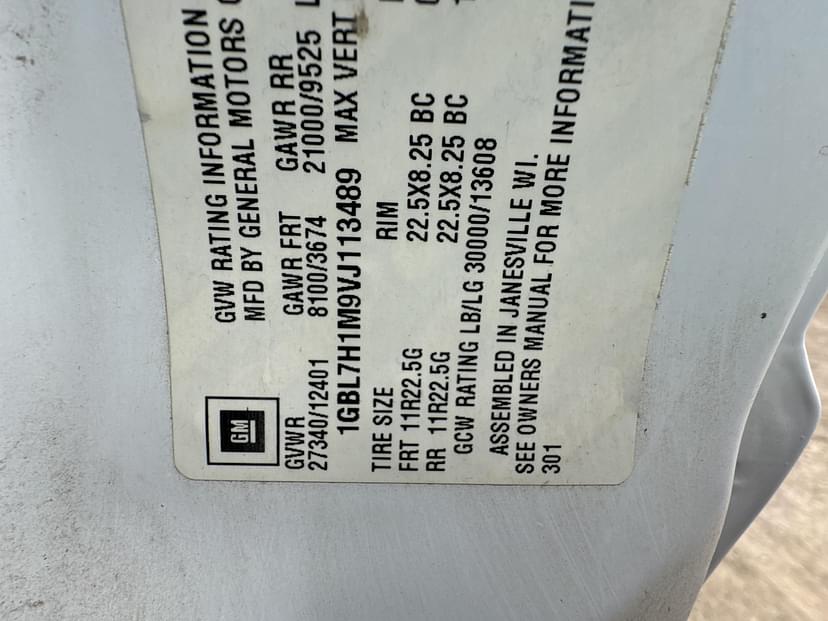 GVW RATING INFORMATION
MFD BY GENERAL MOTORS
GM
GVWR GAWR FRT GAWR RR
27340/12401 8100/3674 21000/9525
1GBL7H1M9VJ113489 MAX VERT
TIRE SIZE RIM
FRT 11R22.5G 22.5X8.25 BC
RR 11R22.5G 22.5X8.25 BC
GCW RATING LB/LG 30000/13608
ASSEMBLED IN JANESVILLE WI.
SEE OWNERS MANUAL FOR MORE
301